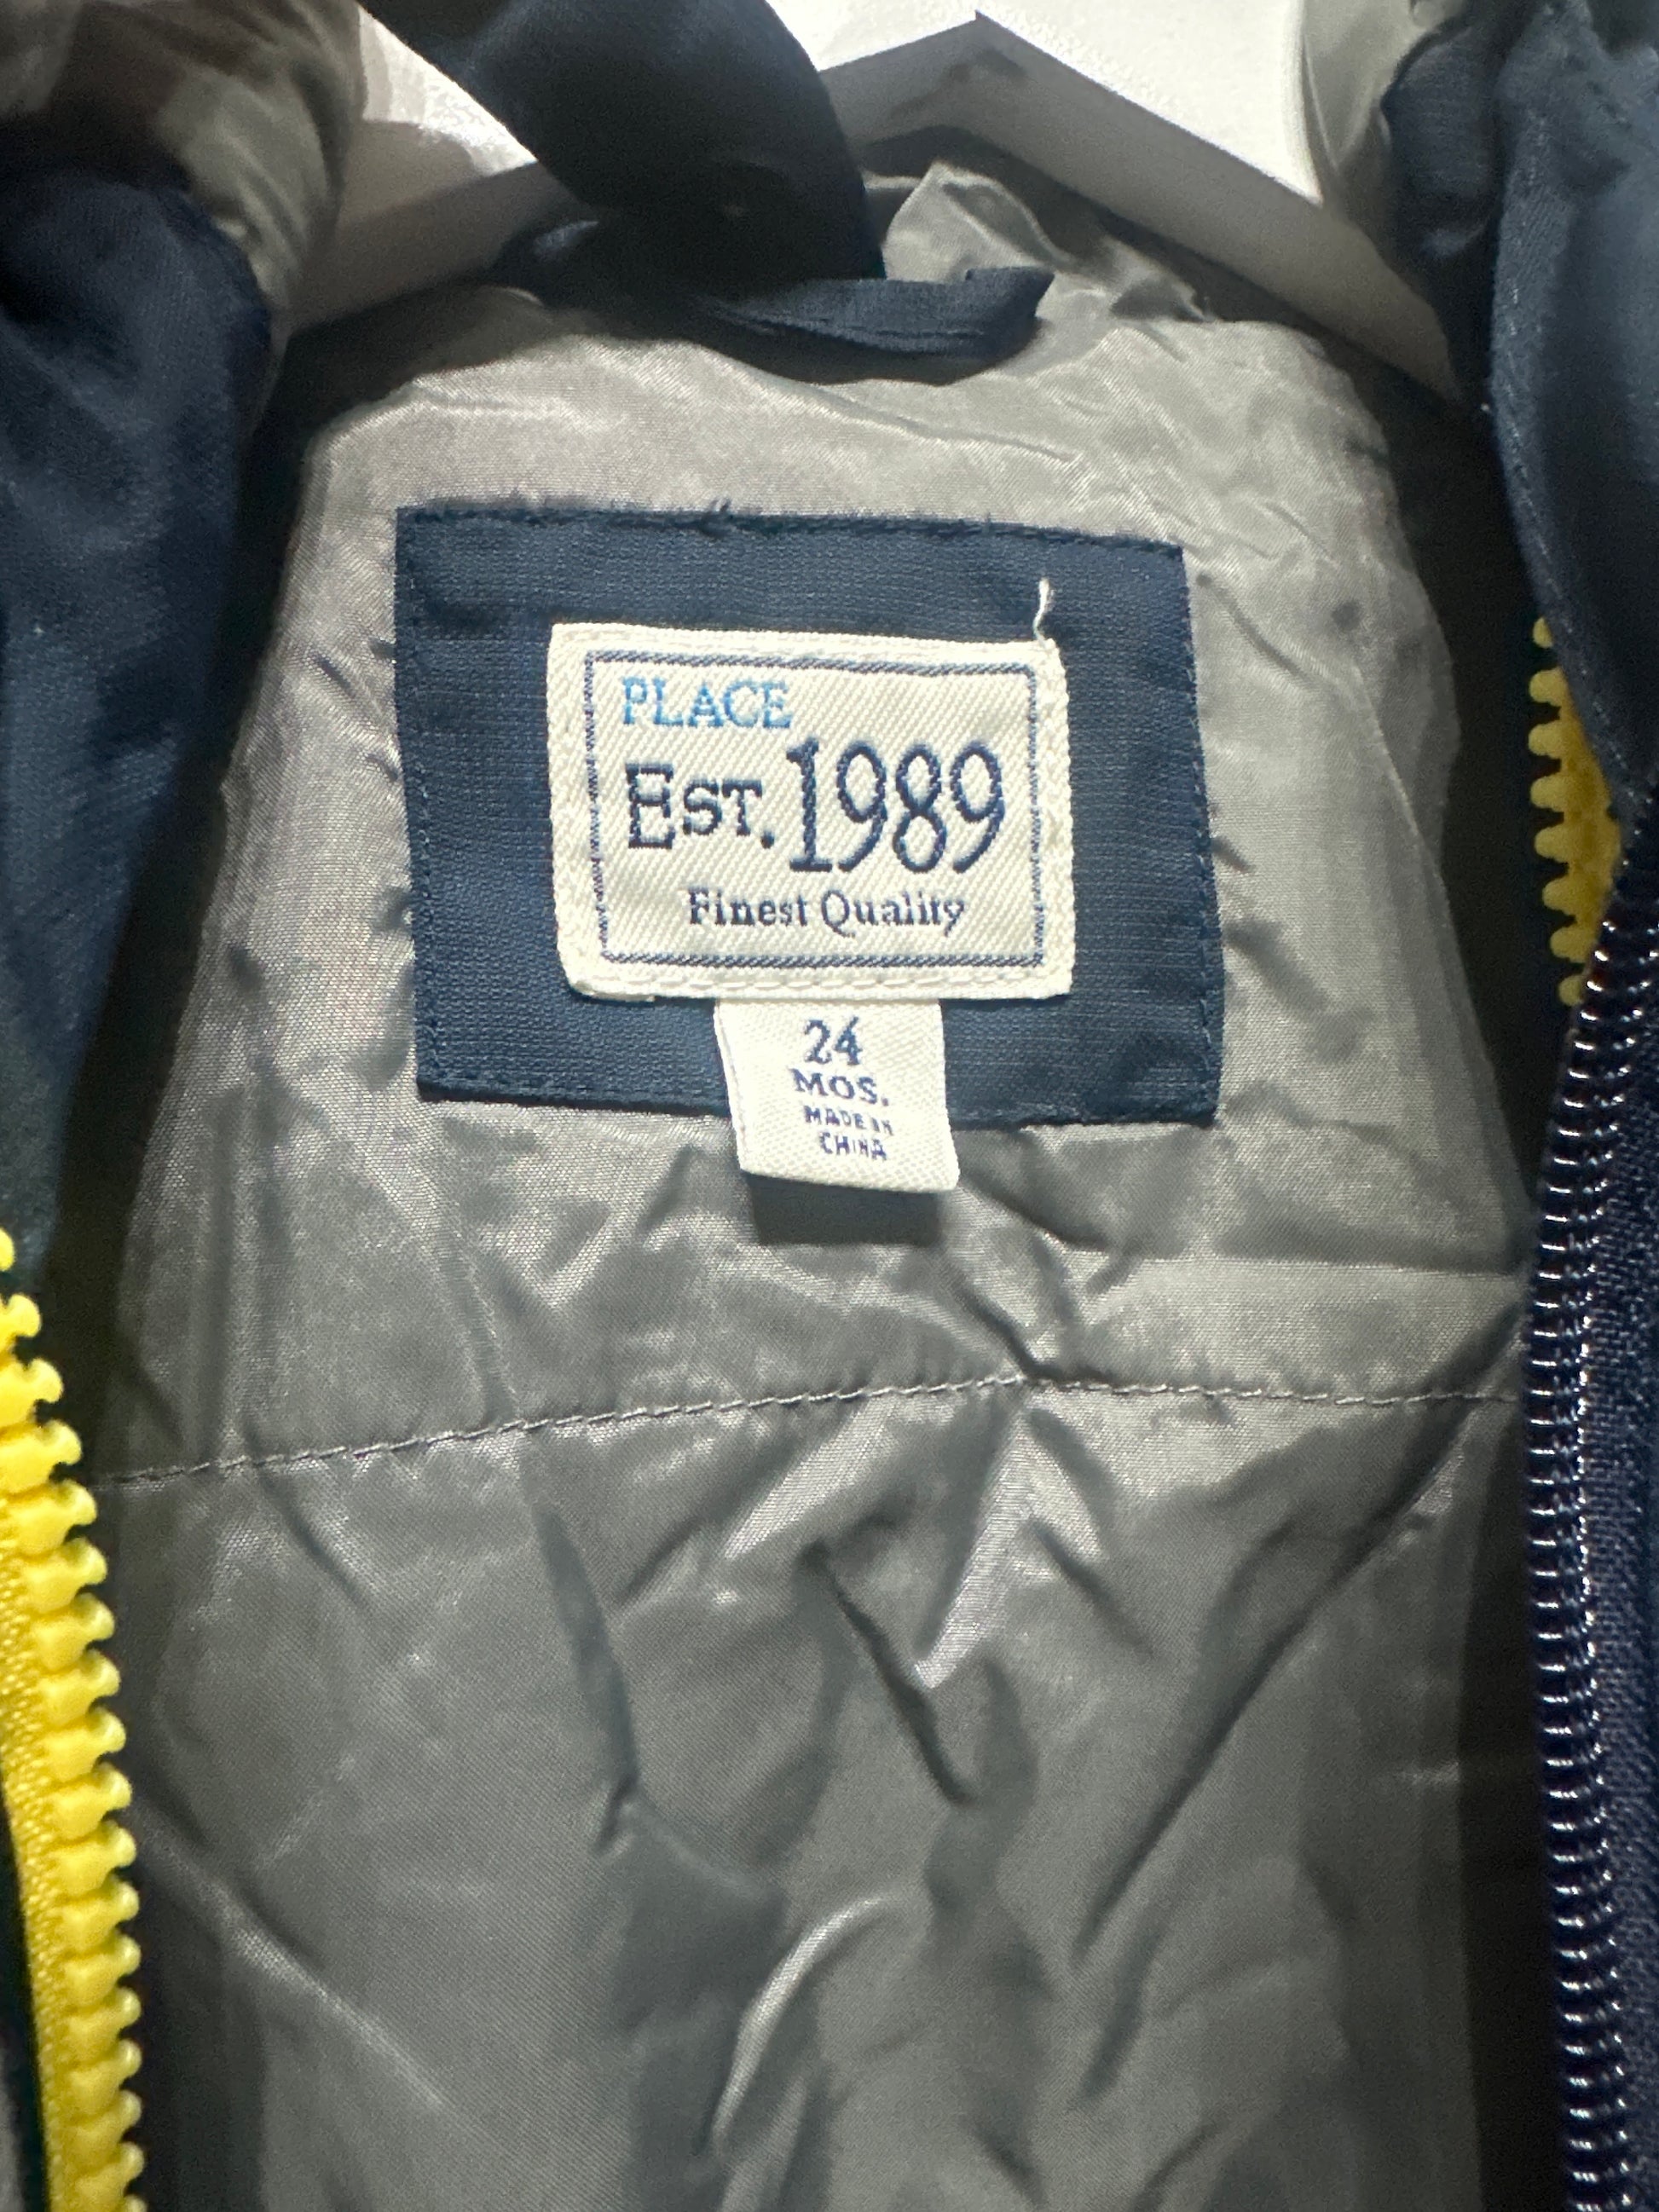 PLACE
EST. 1989
Finest Quality
24
MOS.
MADE IN
CHINA